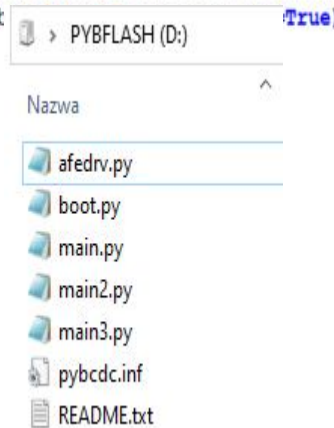 > PYBFLASH (D:)
True
Nazwa
afedrv.py
boot.py
main.py
main2.py
main3.py
pybcdc.inf
README.txt